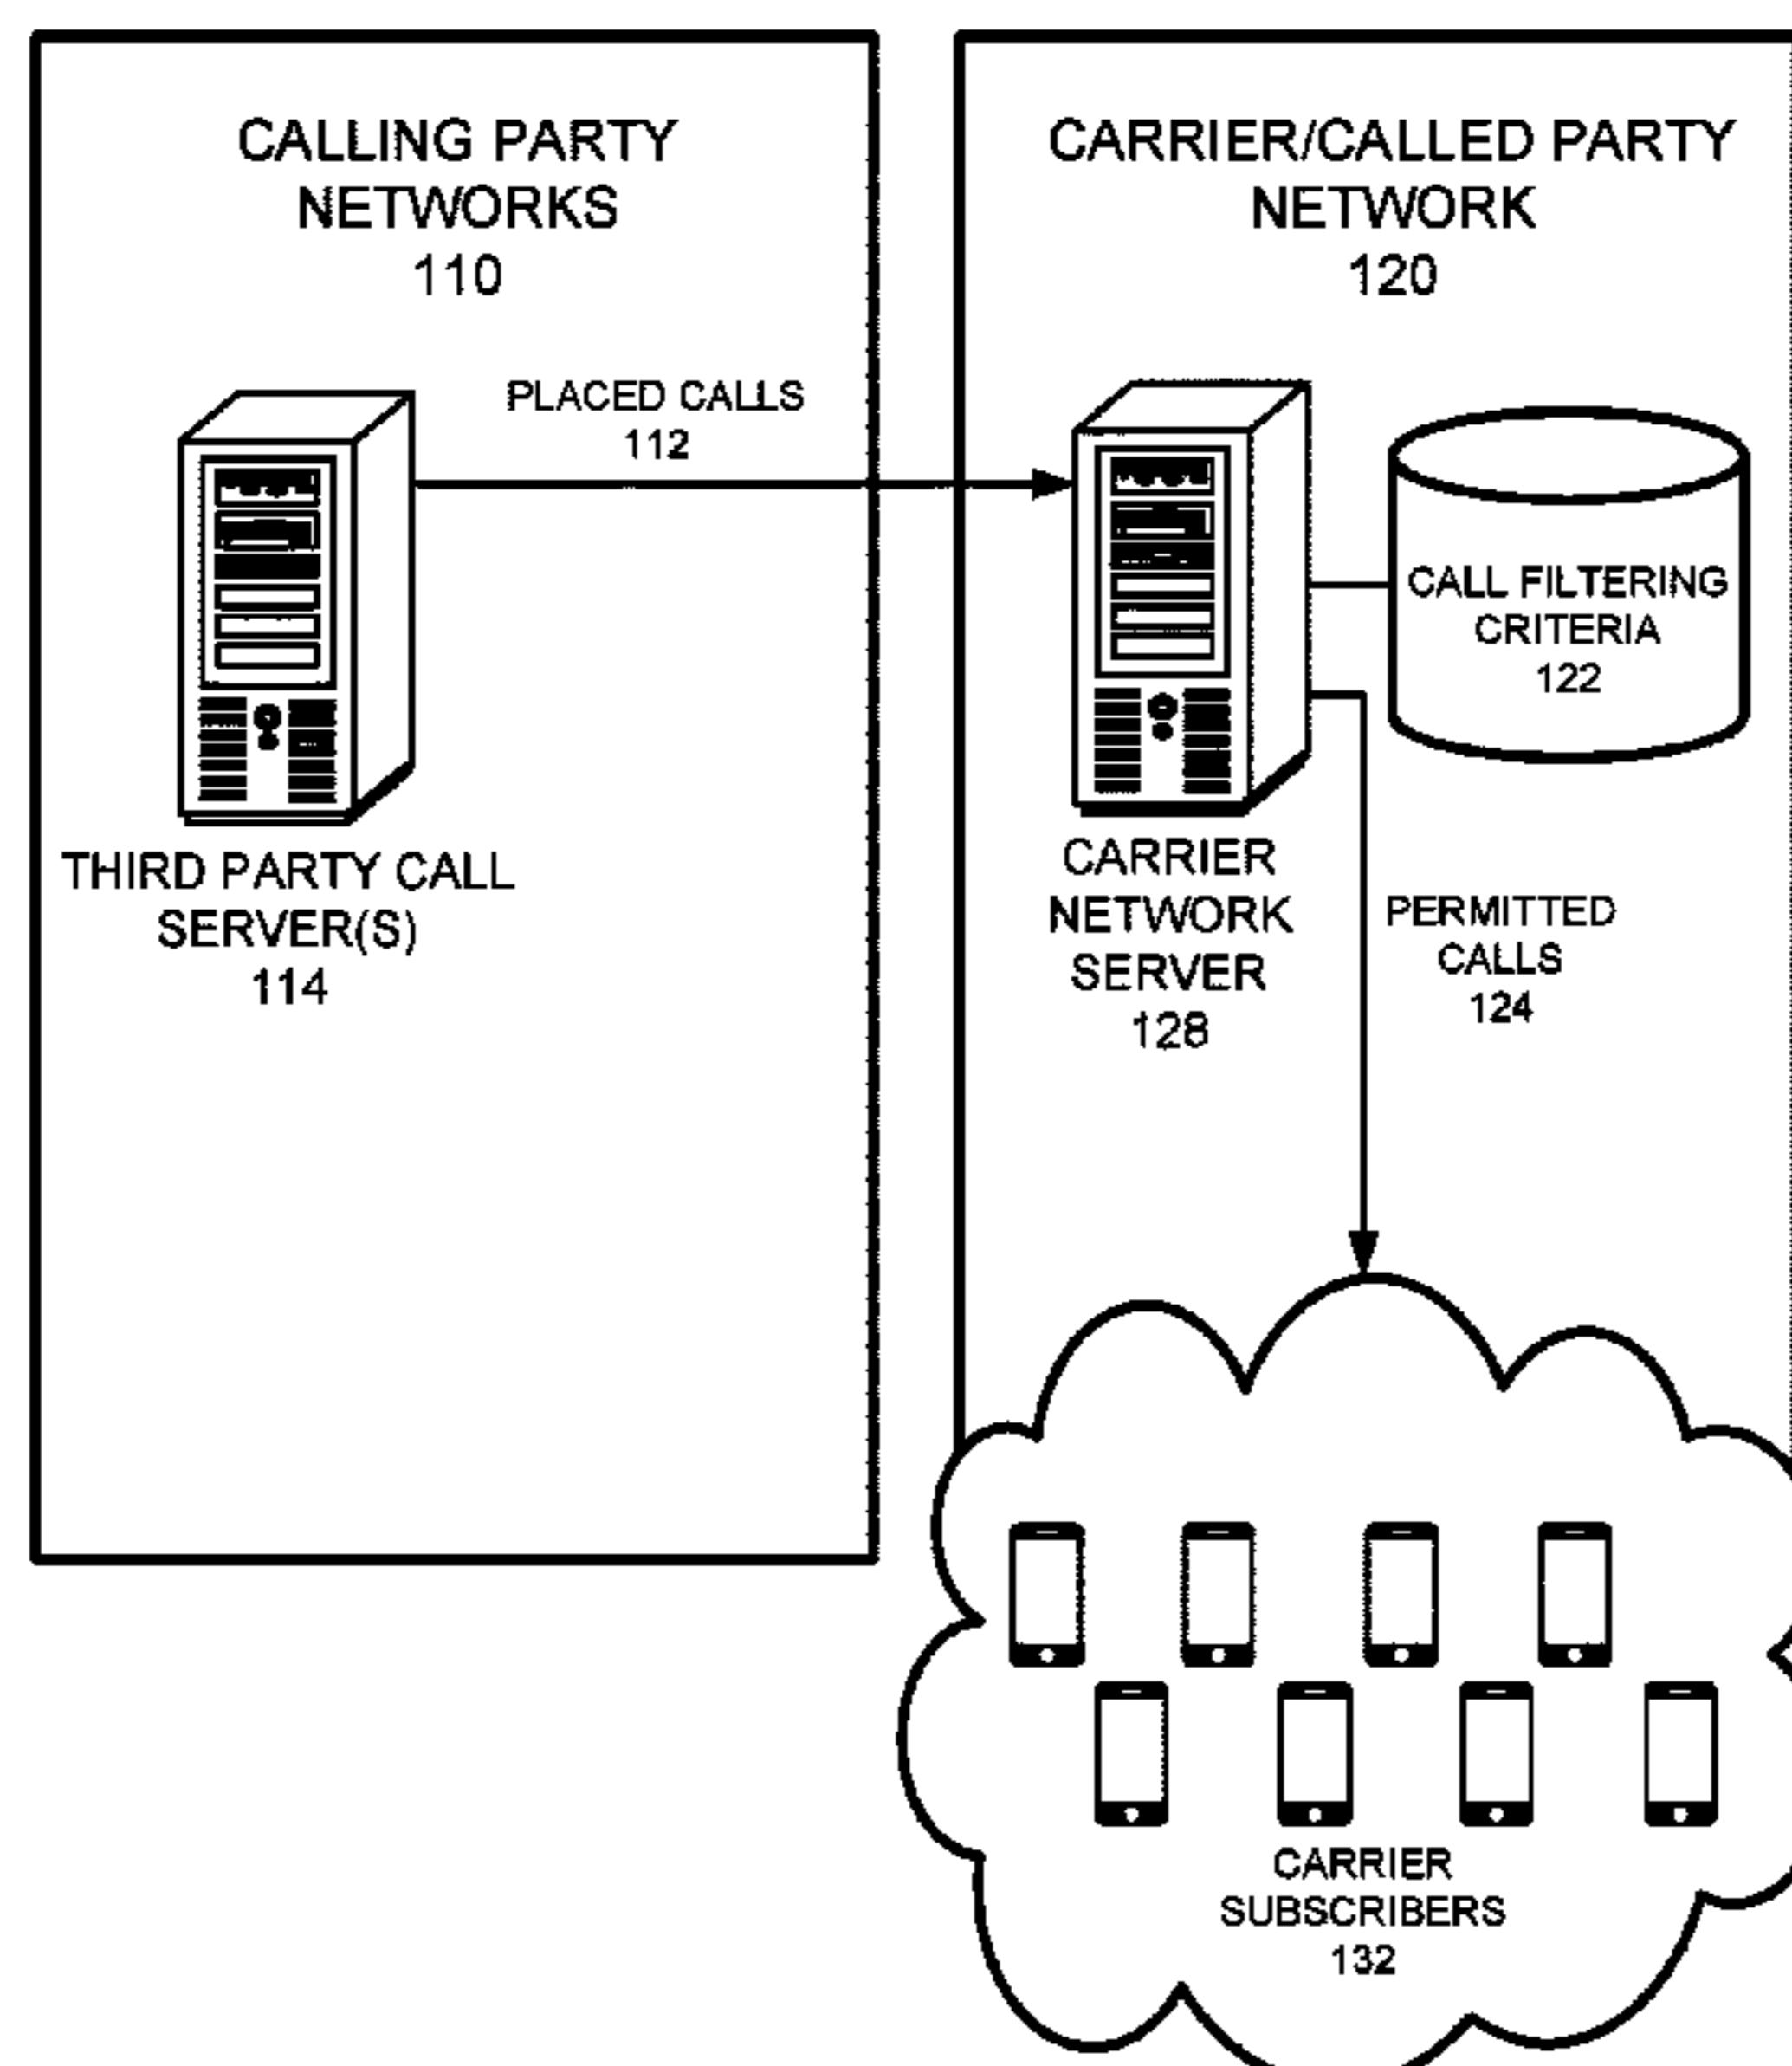 CALLING PARTY
NETWORKS
110
CARRIER/CALLED PARTY
NETWORK
120
PLACED CALLS
112
CALL FILTERING
CRITERIA
122
THIRD PARTY CALL
SERVER(S)
114
CARRIER
NETWORK
SERVER
128
PERMITTED
CALLS
124
CARRIER
SUBSCRIBERS
132